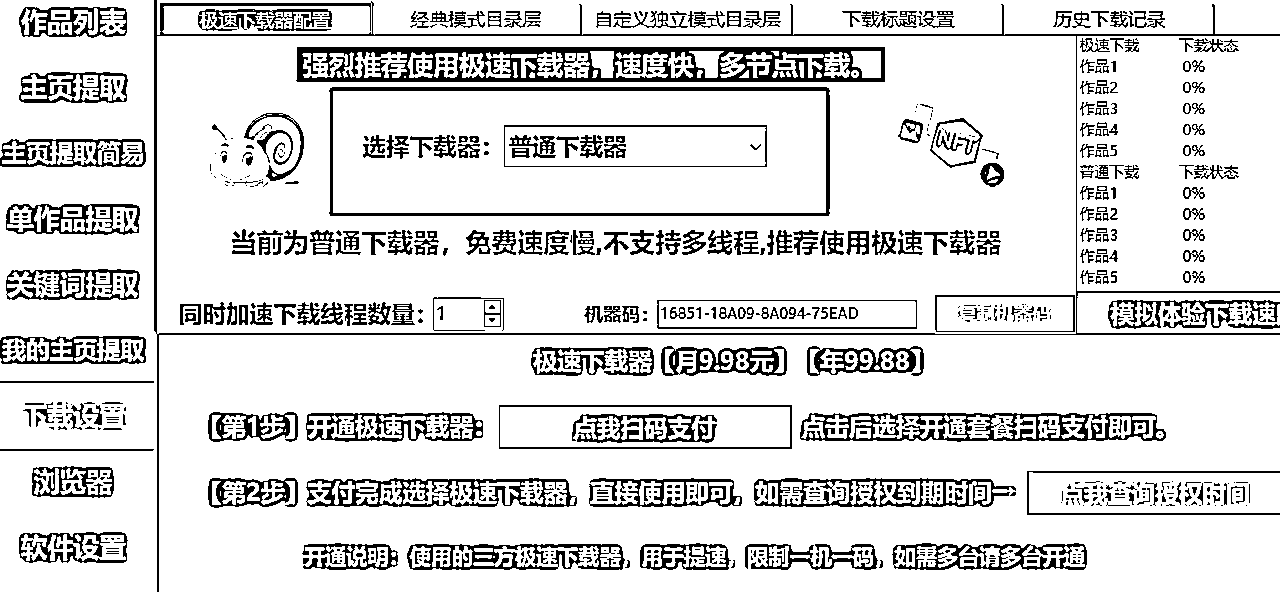 作品列表
主页提取
主页提取简易
单作品提取
关键词提取
我的主页提取
下载设置
浏览器
软件设置
极速下载器配置
经典模式目录层
自定义独立模式目录层
下载标题设置
历史下载记录
强烈推荐使用极速下载器，速度快，多节点下载。
选择下载器：
普通下载器
NFT
当前为普通下载器，免费速度慢,不支持多线程,推荐使用极速下载器
同时加速下载线程数量：
1
机器码：
16851-18A09-8A094-75EAD
复制机器码
极速下载 下载状态
作品1 0%
作品2 0%
作品3 0%
作品4 0%
作品5 0%
普通下载 下载状态
作品1 0%
作品2 0%
作品3 0%
作品4 0%
作品5 0%
模拟体验下载速
极速下载器【月9.98元】 【年99.88】
【第1步】开通极速下载器：
点我扫码支付
点击后选择开通套餐扫码支付即可。
【第2步】支付完成选择极速下载器，直接使用即可，如需查询授权到期时间→
点我查询授权时间
开通说明：使用的三方极速下载器，用于提速，限制一机一码，如需多台请多台开通